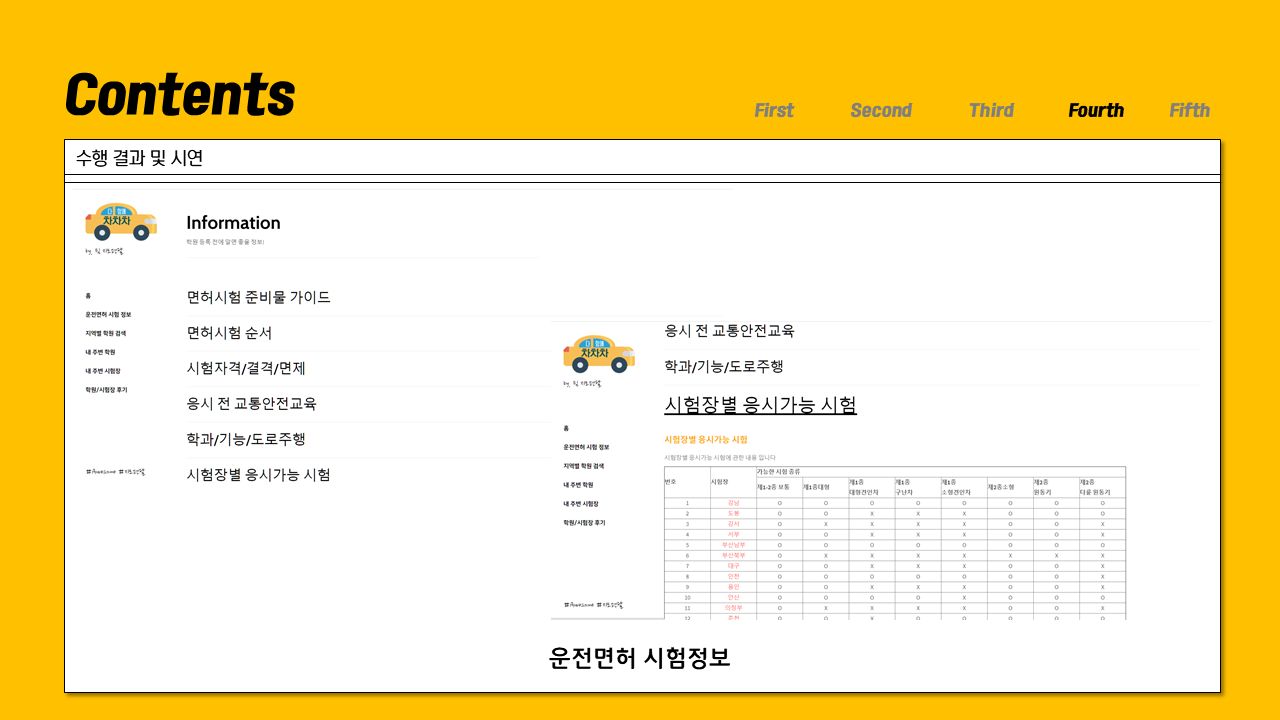 Contents
First Second Third Fourth Fifth
수행 결과 및 시연
다 함께
차차차
Information
학원 등록 전에 알면 좋을 정보!
홈
운전면허 시험 정보
지역별 학원 검색
내 주변 학원
내 주변 시험장
학원/시험장 후기
면허시험 준비물 가이드
면허시험 순서
시험자격/결격/면제
응시 전 교통안전교육
학과/기능/도로주행
시험장별 응시가능 시험
다 함께
차차차
홈
운전면허 시험 정보
지역별 학원 검색
내 주변 학원
내 주변 시험장
학원/시험장 후기
응시 전 교통안전교육
학과/기능/도로주행
시험장별 응시가능 시험
시험장별 응시가능 시험
시험장별 응시가능 시험에 관한 내용 입니다
가능한 시험 종류
번호 시험장 제1·2종 보통 제1종대형 제1종 대형견인차 제1종 구난차 제1종 소형견인차 제2종소형 제2종 원동기 제2종 다륜 원동기
1 강남 O O O O O O O O
2 도봉 O O X X X O O O
3 강서 O X X X X O O X
4 서부 O O X X X O O X
5 부산남부 O O O O O O O O
6 부산북부 O X X X X X X X
7 대구 O O X X X O O X
8 인천 O O O O O O O X
9 용인 O O X X X O O X
10 안산 O O O O X O O O
11 의정부 O X X X X O O X
12 춘천 O O X O O O O O
운전면허 시험정보